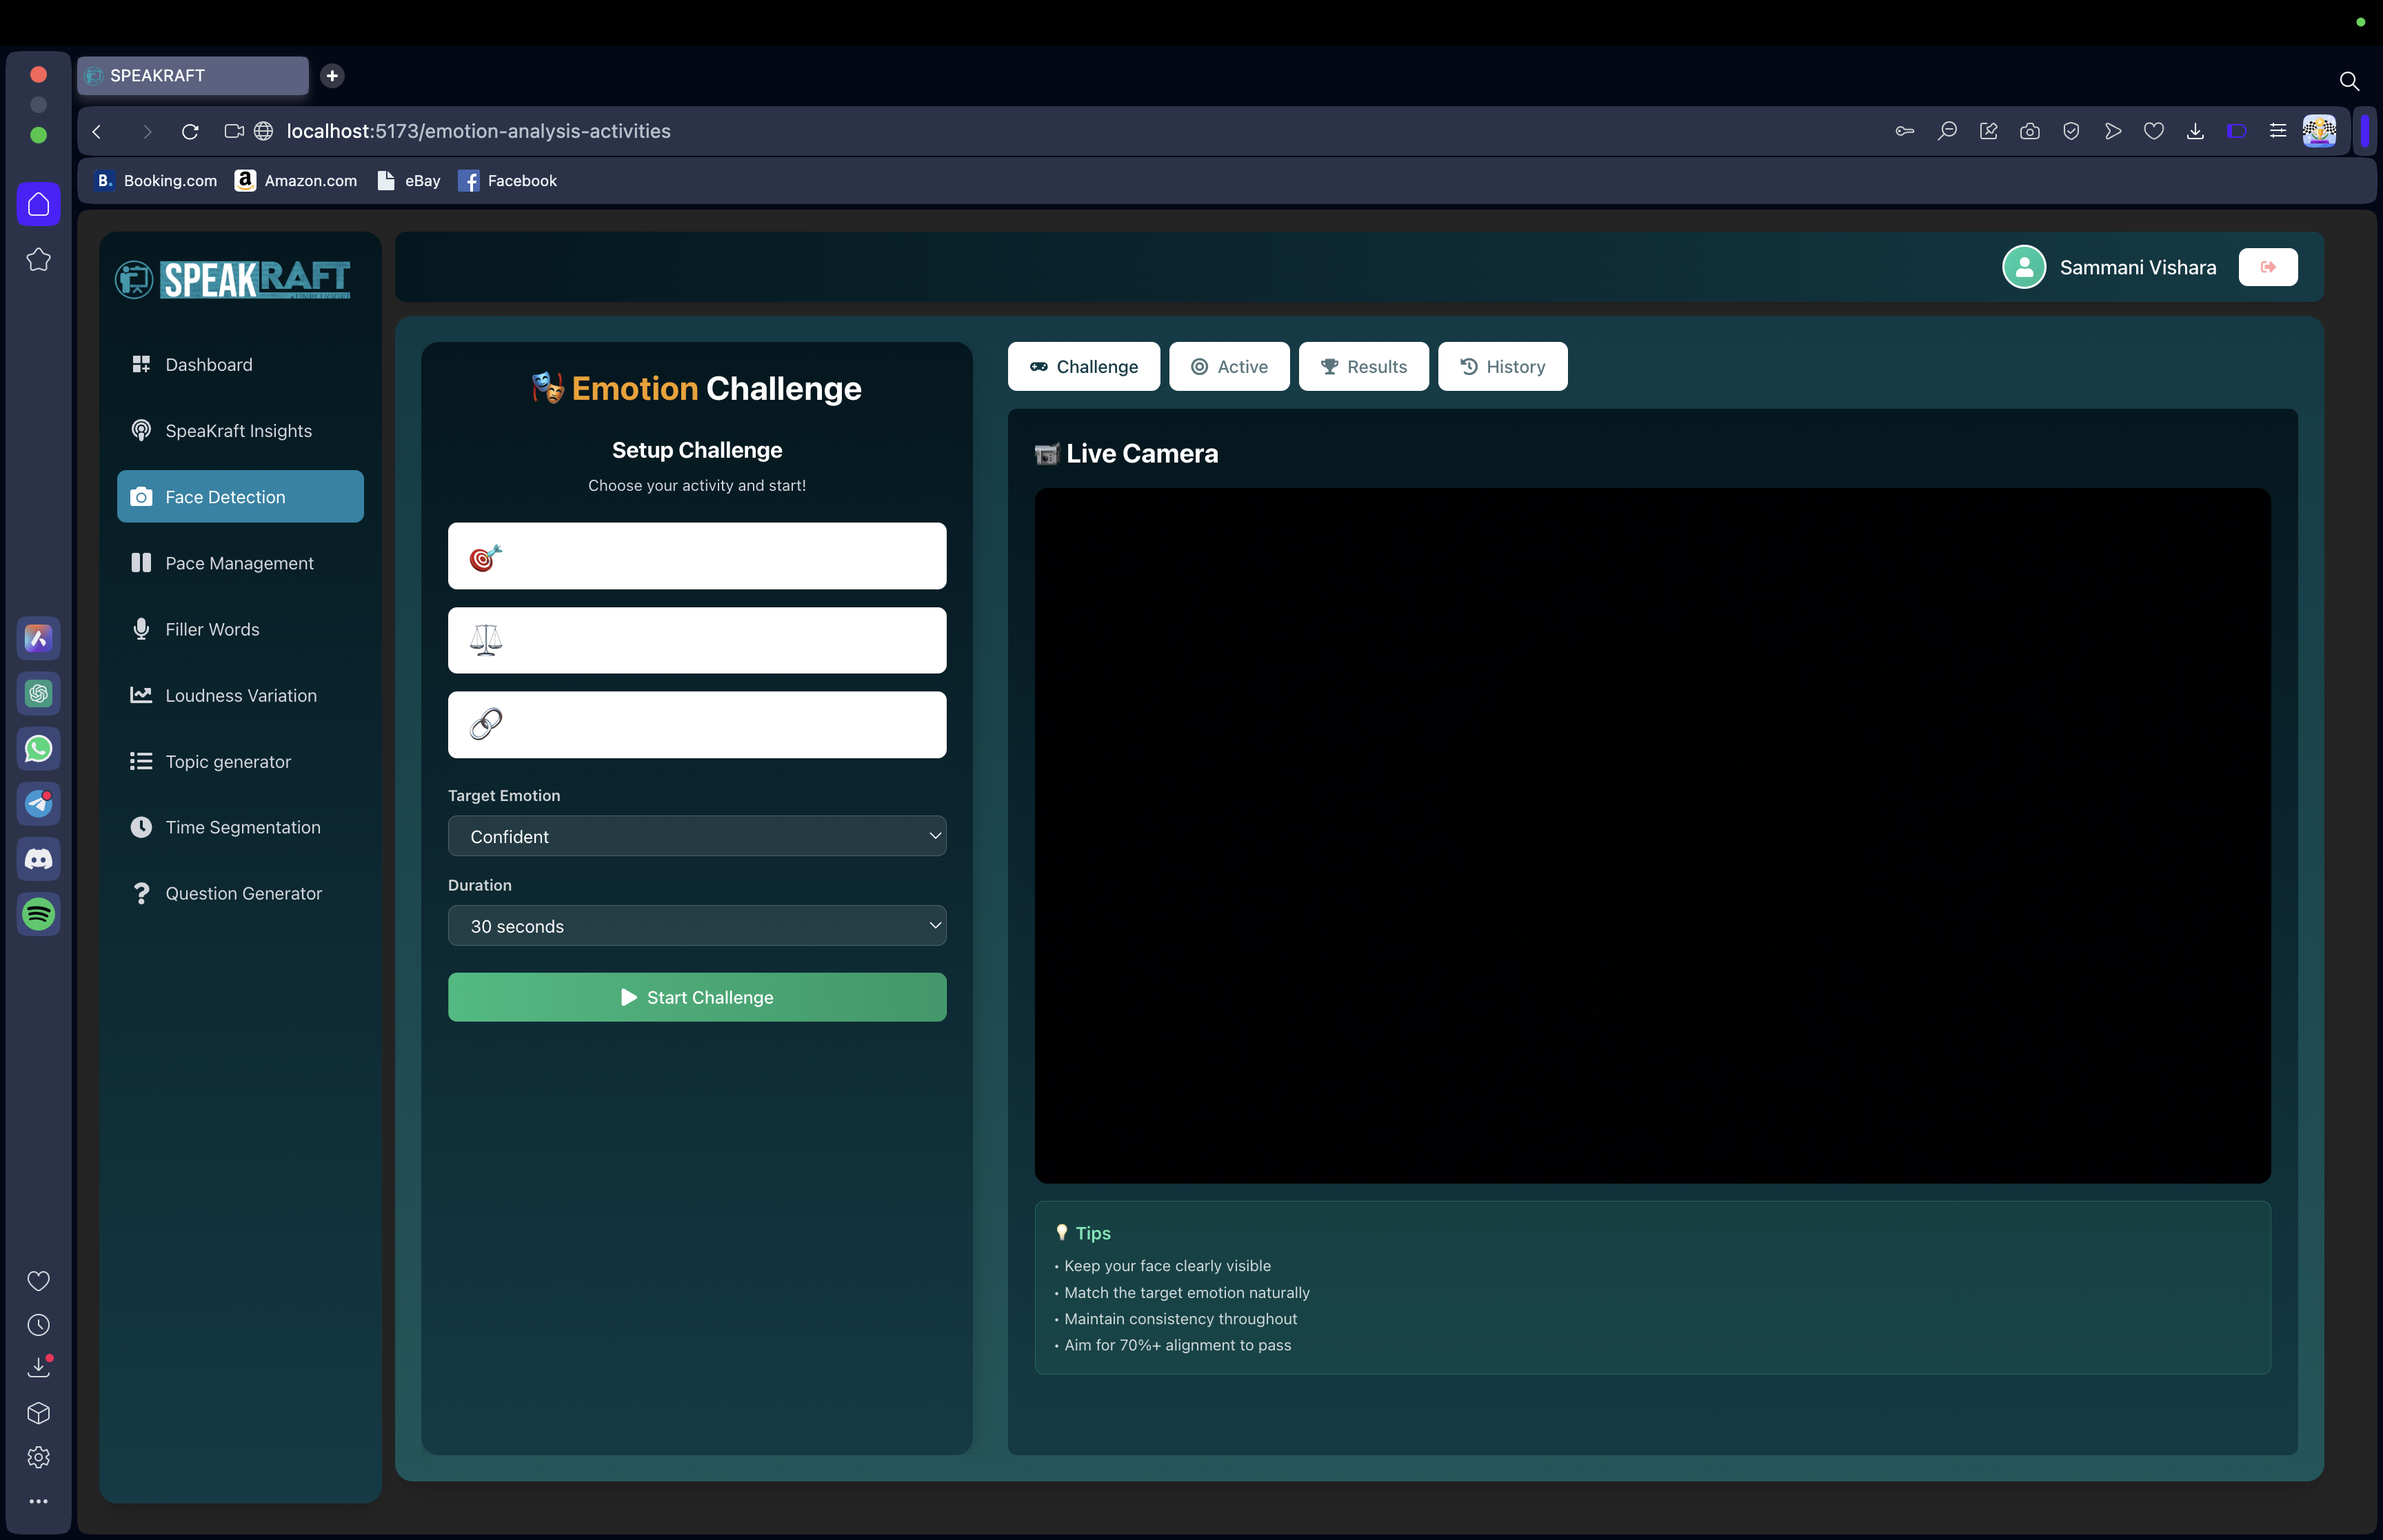 SPEAKRAFT
localhost:5173/emotion-analysis-activities
Booking.com
Amazon.com
eBay
Facebook
SPEAKRAFT
Sammani Vishara
Dashboard
SpeaKraft Insights
Face Detection
Pace Management
Filler Words
Loudness Variation
Topic generator
Time Segmentation
Question Generator
Emotion Challenge
Setup Challenge
Choose your activity and start!
Target Emotion
Confident
Duration
30 seconds
Start Challenge
Challenge
Active
Results
History
Live Camera
Tips
• Keep your face clearly visible
• Match the target emotion naturally
• Maintain consistency throughout
• Aim for 70%+ alignment to pass